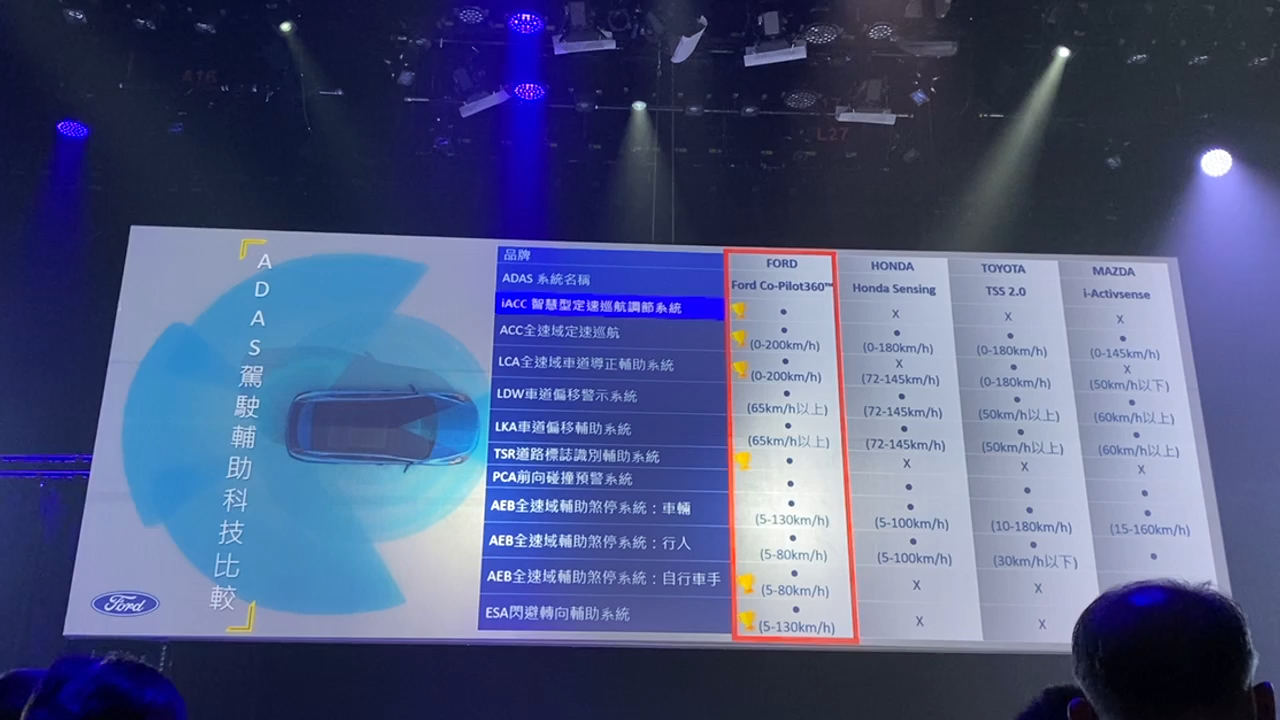 ADAS駕駛輔助科技比較
Ford
品牌 FORD HONDA TOYOTA MAZDA
ADAS 系統名稱 Ford Co-Pilot360™ Honda Sensing TSS 2.0 i-Activsense
iACC 智慧型定速巡航調節系統 ● X X X
ACC全速域定速巡航 ● (0-200km/h) ● (0-180km/h) ● (0-180km/h) ● (0-145km/h)
LCA全速域車道導正輔助系統 ● (0-200km/h) X (72-145km/h) ● (0-180km/h) X (50km/h以下)
LDW車道偏移警示系統 ● (65km/h以上) ● (72-145km/h) ● (50km/h以上) ● (60km/h以上)
LKA車道偏移輔助系統 ● (65km/h以上) ● (72-145km/h) ● (50km/h以上) ● (60km/h以上)
TSR道路標誌識別輔助系統 ● X X X
PCA前向碰撞預警系統 ● ● ● ●
AEB全速域輔助煞停系統：車輛 ● (5-130km/h) ● (5-100km/h) ● (10-180km/h) ● (15-160km/h)
AEB全速域輔助煞停系統：行人 ● (5-80km/h) ● (5-100km/h) ● (30km/h以下) ●
AEB全速域輔助煞停系統：自行車手 ● (5-80km/h) X X
ESA閃避轉向輔助系統 ● (5-130km/h) X X
L27